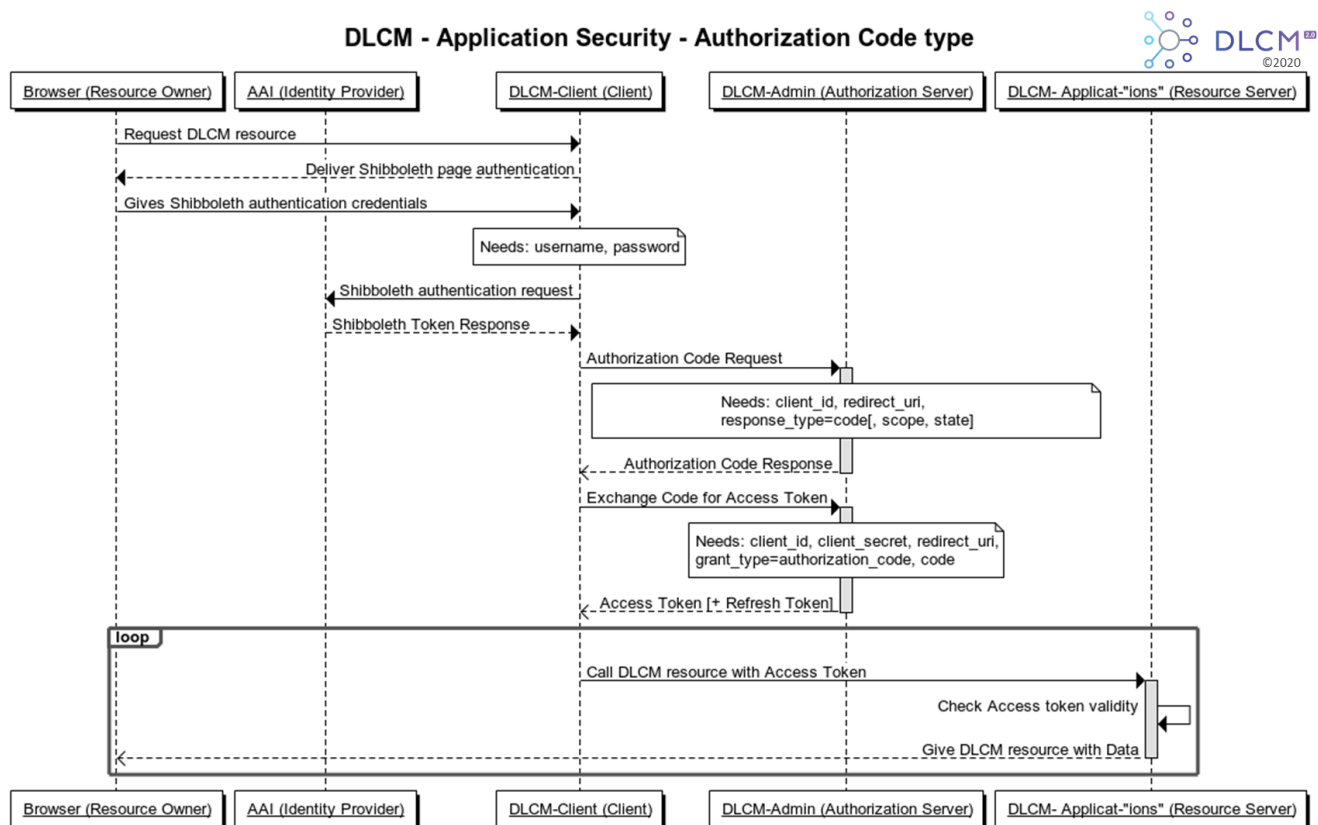 DLCM - Application Security - Authorization Code type
DLCM 2.0
©2020
Browser (Resource Owner)
AAI (Identity Provider)
DLCM-Client (Client)
DLCM-Admin (Authorization Server)
DLCM- Applicat-"ions" (Resource Server)
Request DLCM resource
Deliver Shibboleth page authentication
Gives Shibboleth authentication credentials
Needs: username, password
Shibboleth authentication request
Shibboleth Token Response
Authorization Code Request
Needs: client_id, redirect_uri,
response_type=code[, scope, state]
Authorization Code Response
Exchange Code for Access Token
Needs: client_id, client_secret, redirect_uri,
grant_type=authorization_code, code
Access Token [+ Refresh Token]
loop
Call DLCM resource with Access Token
Check Access token validity
Give DLCM resource with Data
Browser (Resource Owner)
AAI (Identity Provider)
DLCM-Client (Client)
DLCM-Admin (Authorization Server)
DLCM- Applicat-"ions" (Resource Server)